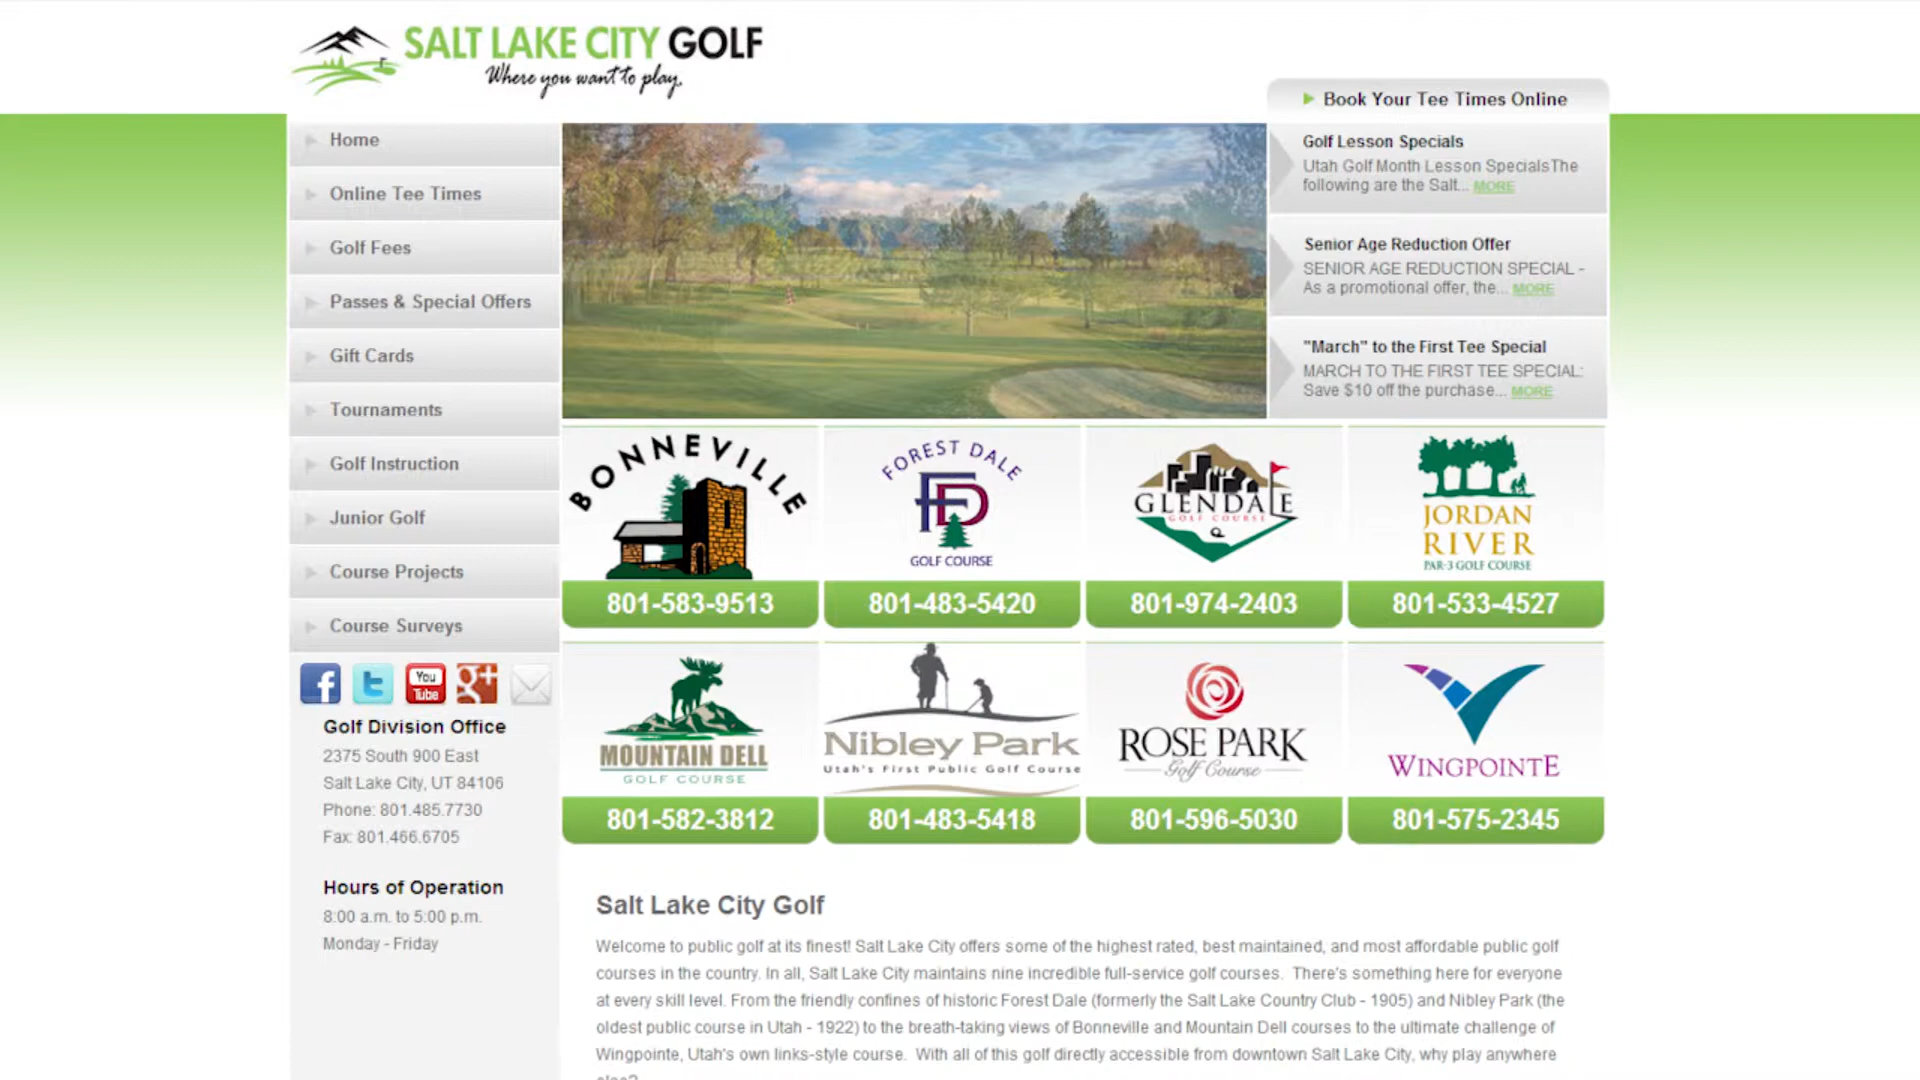 SALT LAKE CITY GOLF
Where you want to play.
Book Your Tee Times Online
Home
Online Tee Times
Golf Fees
Passes & Special Offers
Gift Cards
Tournaments
Golf Instruction
Junior Golf
Course Projects
Course Surveys
f
t
You
Tube
g+
Golf Division Office
2375 South 900 East
Salt Lake City, UT 84106
Phone: 801.485.7730
Fax: 801.466.6705
Hours of Operation
8:00 a.m. to 5:00 p.m.
Monday - Friday
Golf Lesson Specials
Utah Golf Month Lesson SpecialsThe
following are the Salt... MORE
Senior Age Reduction Offer
SENIOR AGE REDUCTION SPECIAL -
As a promotional offer, the... MORE
"March" to the First Tee Special
MARCH TO THE FIRST TEE SPECIAL:
Save $10 off the purchase... MORE
BONNEVILLE
801-583-9513
FOREST DALE
FD
GOLF COURSE
801-483-5420
GLENDALE
GOLF COURSE
801-974-2403
JORDAN
RIVER
PAR-3 GOLF COURSE
801-533-4527
MOUNTAIN DELL
GOLF COURSE
801-582-3812
Nibley Park
Utah's First Public Golf Course
801-483-5418
ROSE PARK
Golf Course
801-596-5030
WINGPOINTE
801-575-2345
Salt Lake City Golf
Welcome to public golf at its finest! Salt Lake City offers some of the highest rated, best maintained, and most affordable public golf
courses in the country. In all, Salt Lake City maintains nine incredible full-service golf courses. There's something here for everyone
at every skill level. From the friendly confines of historic Forest Dale (formerly the Salt Lake Country Club - 1905) and Nibley Park (the
oldest public course in Utah - 1922) to the breath-taking views of Bonneville and Mountain Dell courses to the ultimate challenge of
Wingpointe, Utah's own links-style course. With all of this golf directly accessible from downtown Salt Lake City, why play anywhere